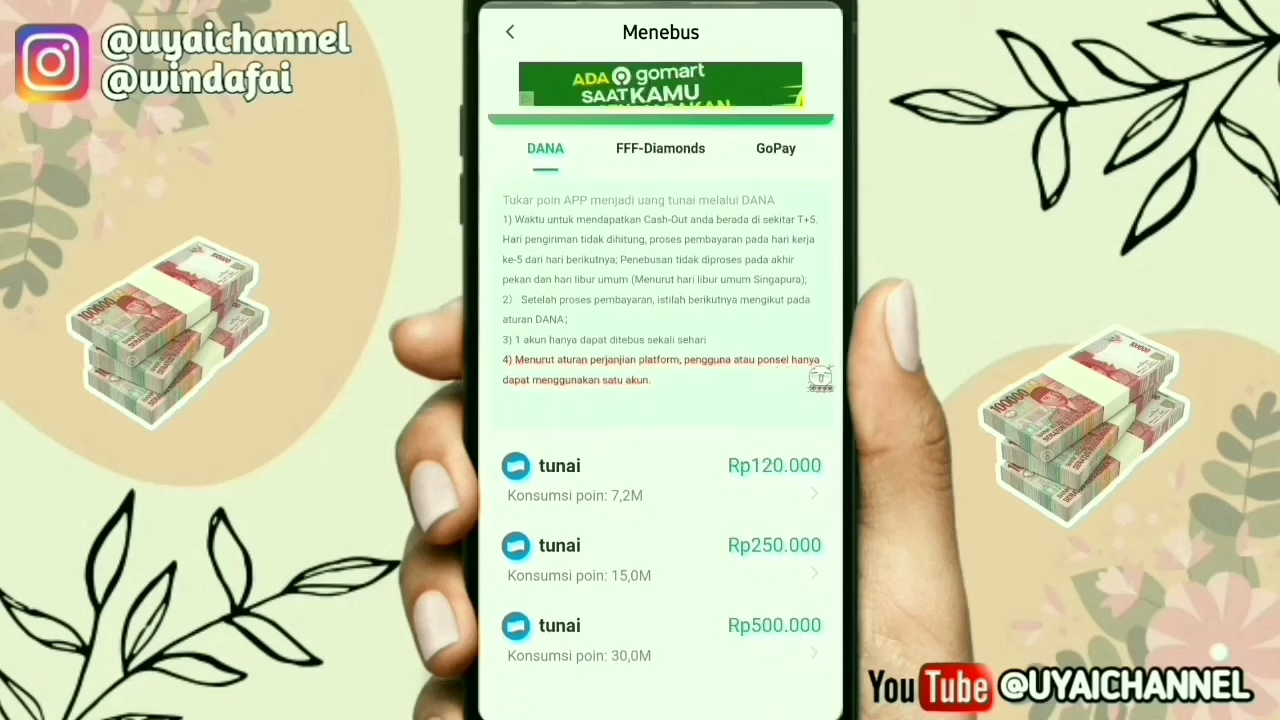 @uyaichannel
@windafai
Menebus
ADA gomart
SAAT KAMU
DANA
FFF-Diamonds
GoPay
Tukar poin APP menjadi uang tunai melalui DANA
1) Waktu untuk mendapatkan Cash-Out anda berada di sekitar T+5.
Hari pengiriman tidak dihitung, proses pembayaran pada hari kerja
ke-5 dari hari berikutnya; Penebusan tidak diproses pada akhir
pekan dan hari libur umum (Menurut hari libur umum Singapura);
2) Setelah proses pembayaran, istilah berikutnya mengikut pada
aturan DANA;
3) 1 akun hanya dapat ditebus sekali sehari
4) Menurut aturan perjanjian platform, pengguna atau ponsel hanya
dapat menggunakan satu akun.
tunai Rp120.000
Konsumsi poin: 7,2M
tunai Rp250.000
Konsumsi poin: 15,0M
tunai Rp500.000
Konsumsi poin: 30,0M
100000
100000
YouTube @UYAICHANNEL